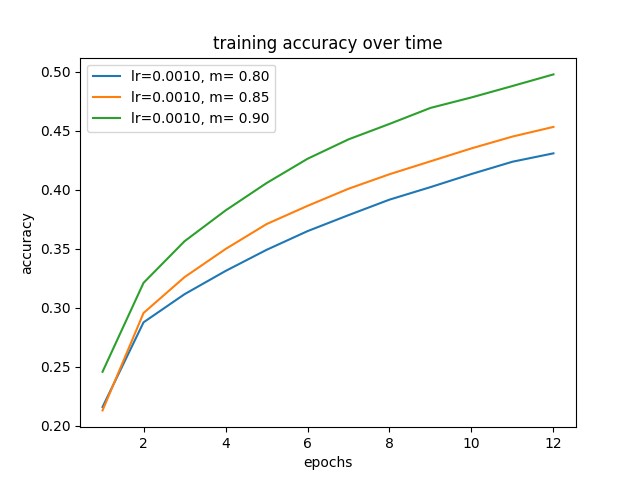 training accuracy over time
lr=0.0010, m= 0.80
lr=0.0010, m= 0.85
lr=0.0010, m= 0.90
0.50
0.45
0.40
0.35
0.30
0.25
0.20
accuracy
2 4 6 8 10 12
epochs